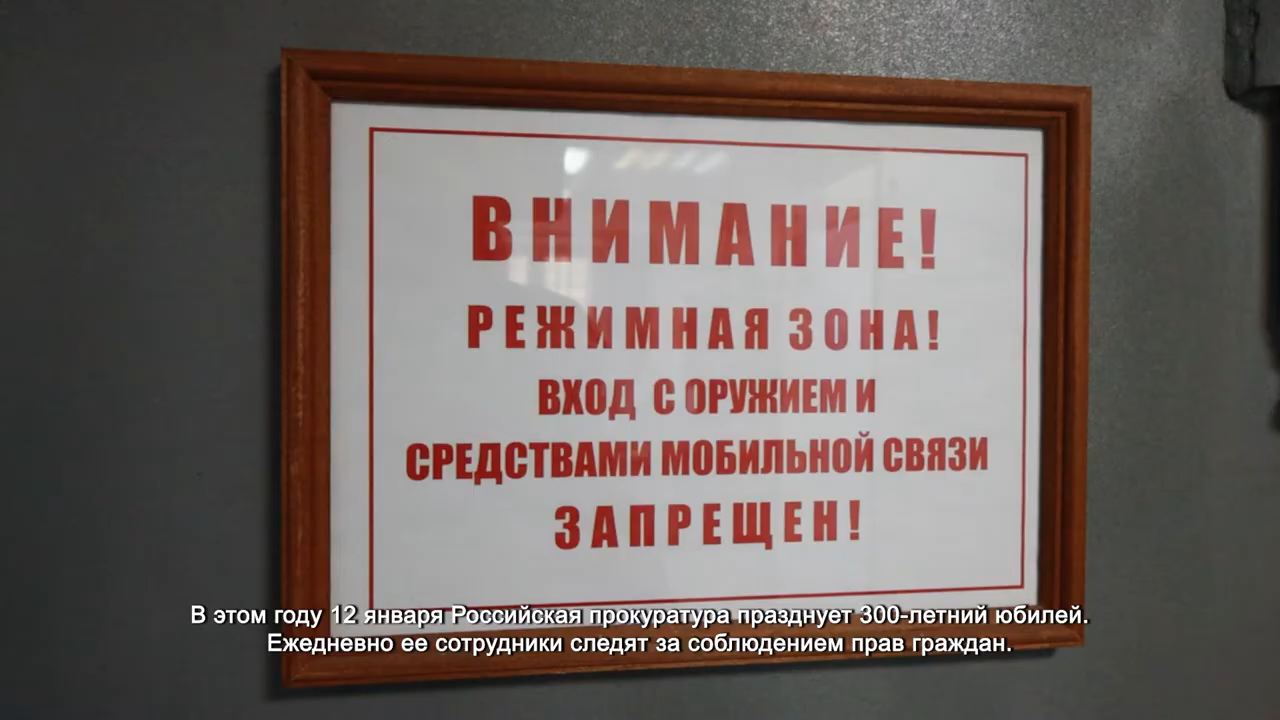 ВНИМАНИЕ!
РЕЖИМНАЯ ЗОНА!
ВХОД С ОРУЖИЕМ И
СРЕДСТВАМИ МОБИЛЬНОЙ СВЯЗИ
ЗАПРЕЩЕН!
В этом году 12 января Российская прокуратура празднует 300-летний юбилей.
Ежедневно ее сотрудники следят за соблюдением прав граждан.